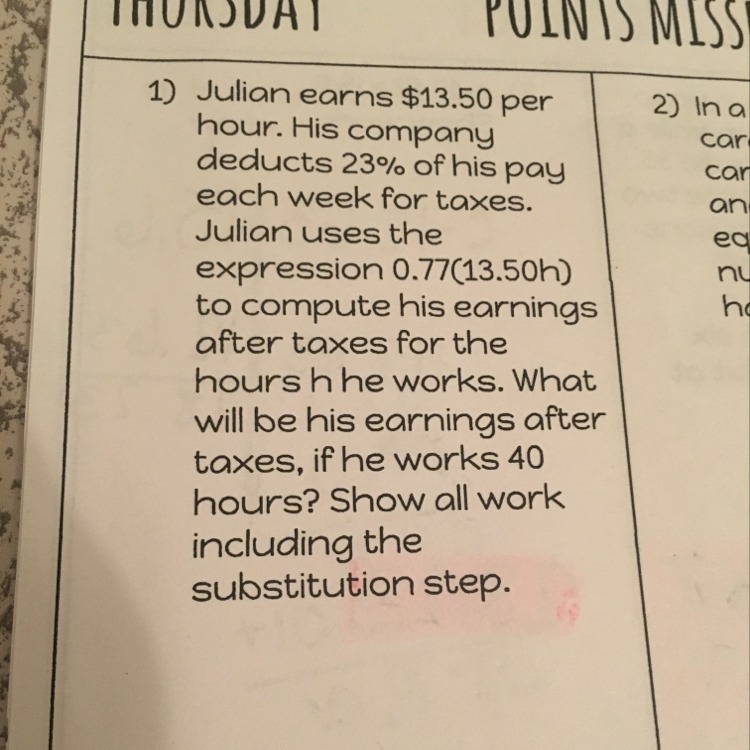 THURSDAY
POINTS MISS
1) Julian earns $13.50 per
hour. His company
deducts 23% of his pay
each week for taxes.
Julian uses the
expression 0.77(13.50h)
to compute his earnings
after taxes for the
hours h he works. What
will be his earnings after
taxes, if he works 40
hours? Show all work
including the
substitution step.
2) In a
car
car
an
eq
nu
ho